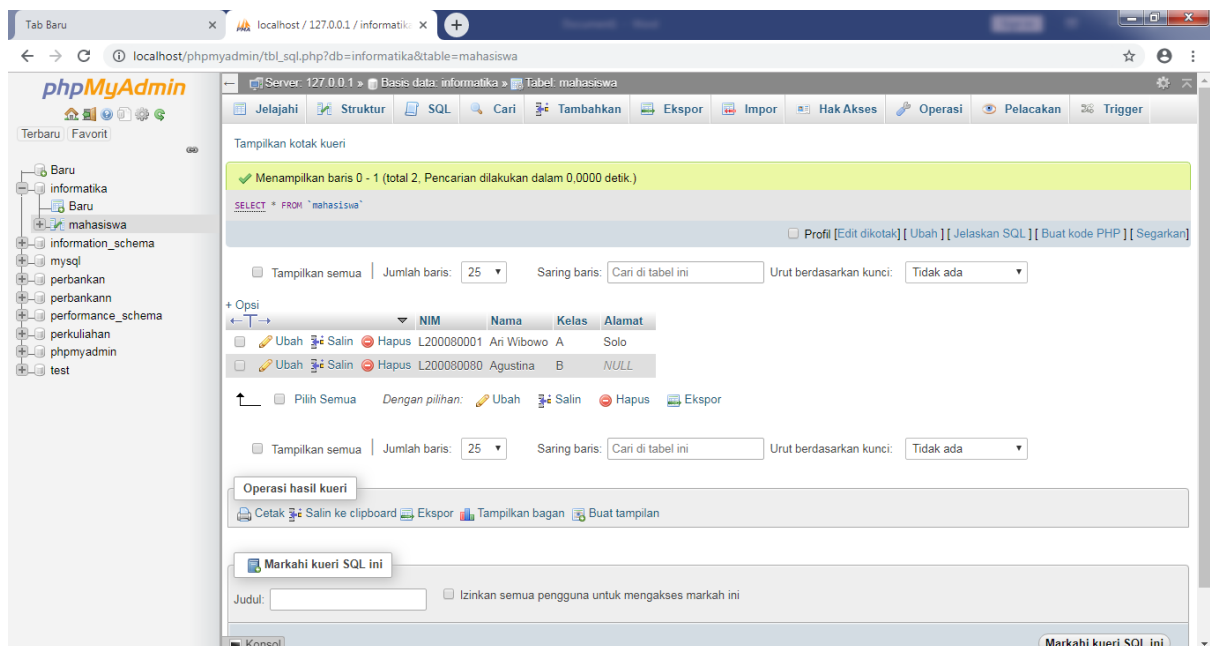 Tab Baru
localhost / 127.0.0.1 / informatika
localhost/phpmyadmin/tbl_sql.php?db=informatika&table=mahasiswa
phpMyAdmin
Terbaru Favorit
Baru
informatika
Baru
mahasiswa
information_schema
mysql
perbankan
perbankann
performance_schema
perkuliahan
phpmyadmin
test
Server: 127.0.0.1 » Basis data: informatika » Tabel: mahasiswa
Jelajahi Struktur SQL Cari Tambahkan Ekspor Impor Hak Akses Operasi Pelacakan Trigger
Tampilkan kotak kueri
Menampilkan baris 0 - 1 (total 2, Pencarian dilakukan dalam 0,0000 detik.)
SELECT * FROM `mahasiswa`
Profil [Edit dikotak] [ Ubah ] [ Jelaskan SQL ] [ Buat kode PHP ] [ Segarkan]
Tampilkan semua | Jumlah baris: 25 Saring baris: Cari di tabel ini Urut berdasarkan kunci: Tidak ada
+ Opsi
←T→ NIM Nama Kelas Alamat
Ubah Salin Hapus L200080001 Ari Wibowo A Solo
Ubah Salin Hapus L200080080 Agustina B NULL
Pilih Semua Dengan pilihan: Ubah Salin Hapus Ekspor
Tampilkan semua | Jumlah baris: 25 Saring baris: Cari di tabel ini Urut berdasarkan kunci: Tidak ada
Operasi hasil kueri
Cetak Salin ke clipboard Ekspor Tampilkan bagan Buat tampilan
Markahi kueri SQL ini
Judul: Izinkan semua pengguna untuk mengakses markah ini
Konsol Markahi kueri SQL ini